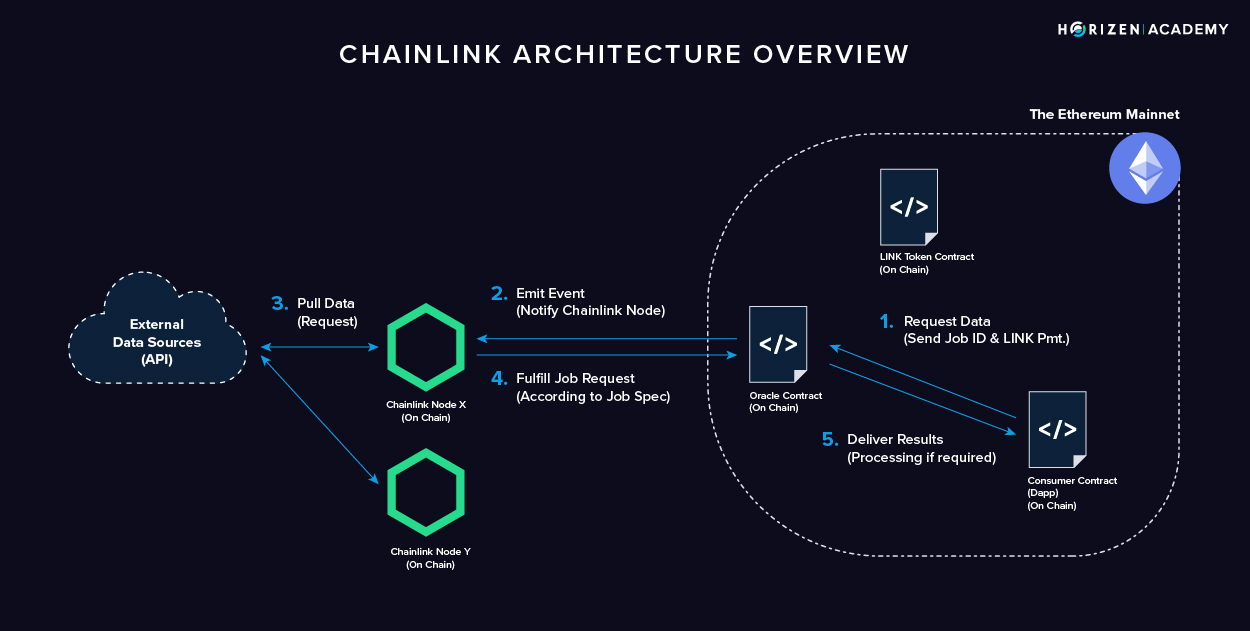 HORIZEN ACADEMY
CHAINLINK ARCHITECTURE OVERVIEW
The Ethereum Mainnet
</>
LINK Token Contract
(On Chain)
External
Data Sources
(API)
3. Pull Data
(Request)
Chainlink Node X
(On Chain)
2. Emit Event
(Notify Chainlink Node)
4. Fulfill Job Request
(According to Job Spec)
</>
Oracle Contract
(On Chain)
1. Request Data
(Send Job ID & LINK Pmt.)
5. Deliver Results
(Processing if required)
</>
Consumer Contract
(Dapp)
(On Chain)
Chainlink Node Y
(On Chain)